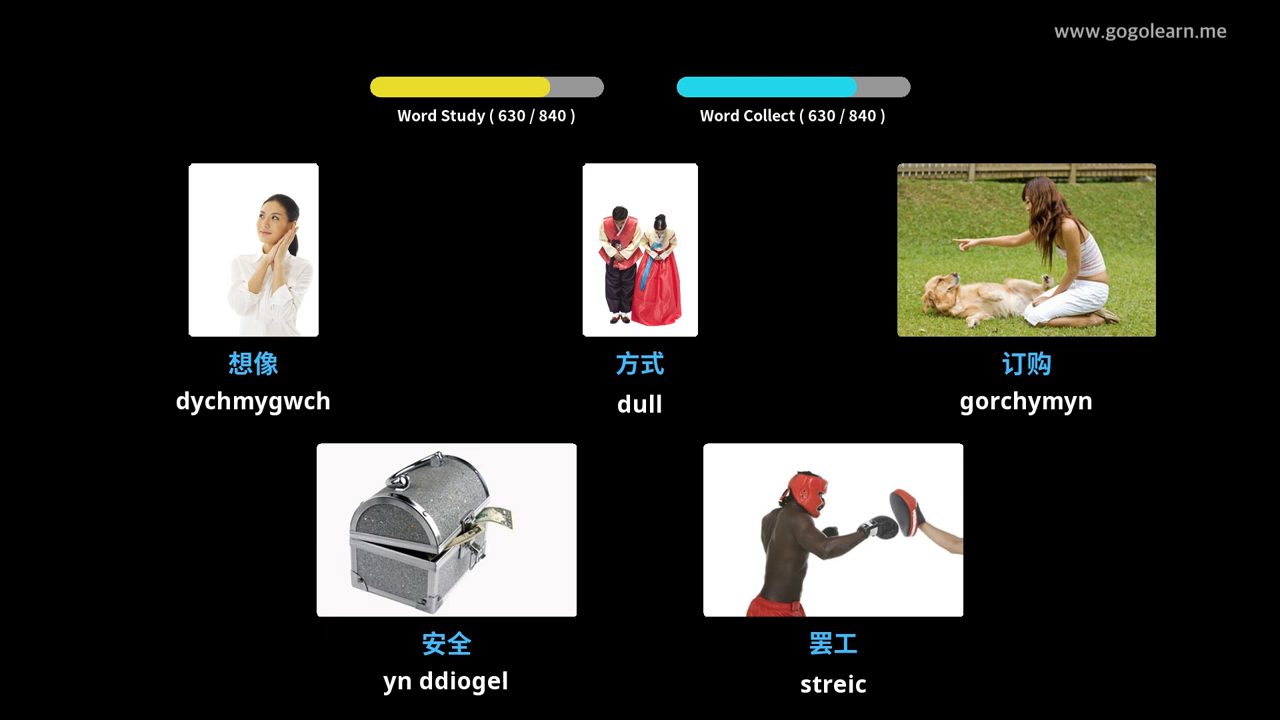 www.gogolearn.me
Word Study ( 630 / 840 )
Word Collect ( 630 / 840 )
想像
dychmygwch
方式
dull
订购
gorchymyn
安全
yn ddiogel
罢工
streic